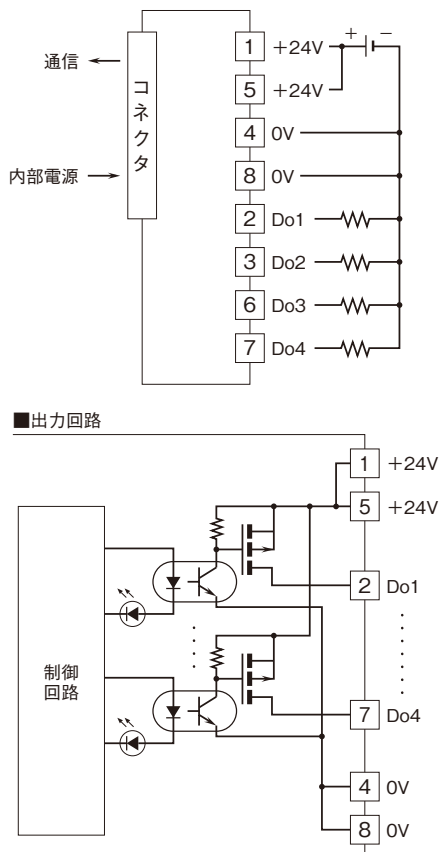 通信
内部電源
コネクタ
+ −
1 +24V
5 +24V
4 0V
8 0V
2 Do1
3 Do2
6 Do3
7 Do4
■出力回路
制御
回路
1 +24V
5 +24V
2 Do1
7 Do4
4 0V
8 0V